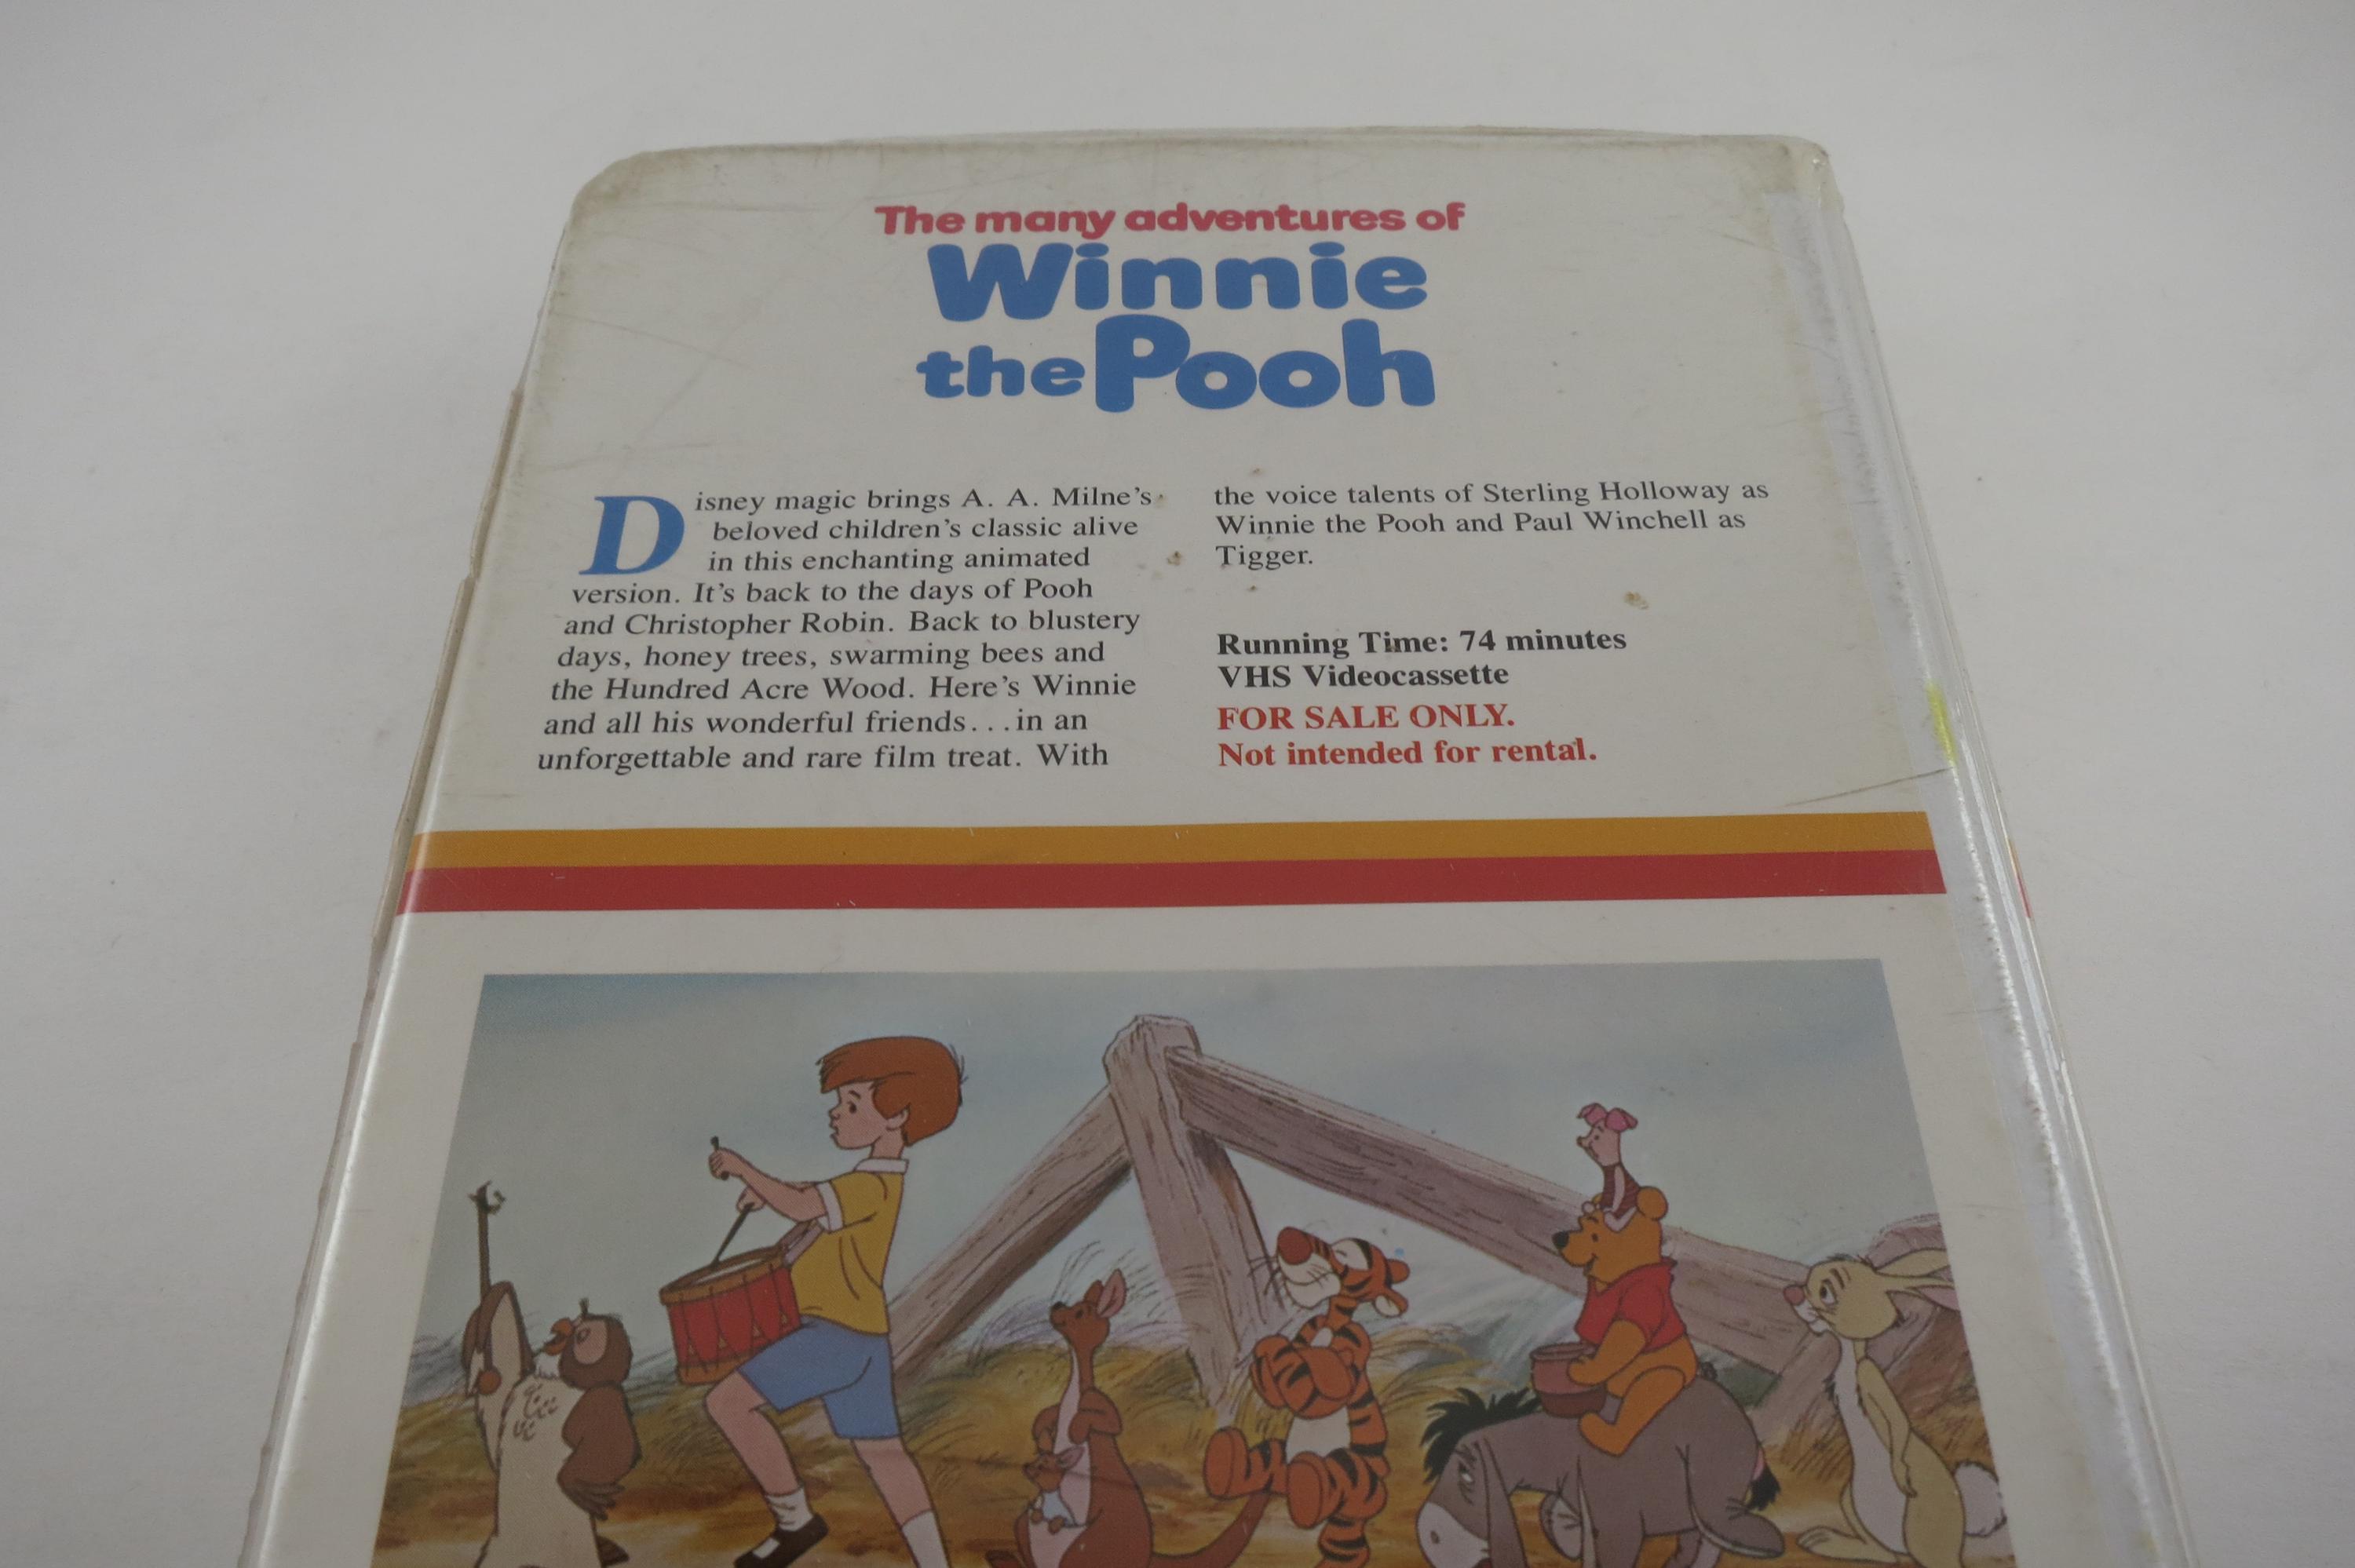 The many adventures of
Winnie
the Pooh
Disney magic brings A. A. Milne's
beloved children's classic alive
in this enchanting animated
version. It's back to the days of Pooh
and Christopher Robin. Back to blustery
days, honey trees, swarming bees and
the Hundred Acre Wood. Here's Winnie
and all his wonderful friends...in an
unforgettable and rare film treat. With
the voice talents of Sterling Holloway as
Winnie the Pooh and Paul Winchell as
Tigger.
Running Time: 74 minutes
VHS Videocassette
FOR SALE ONLY.
Not intended for rental.